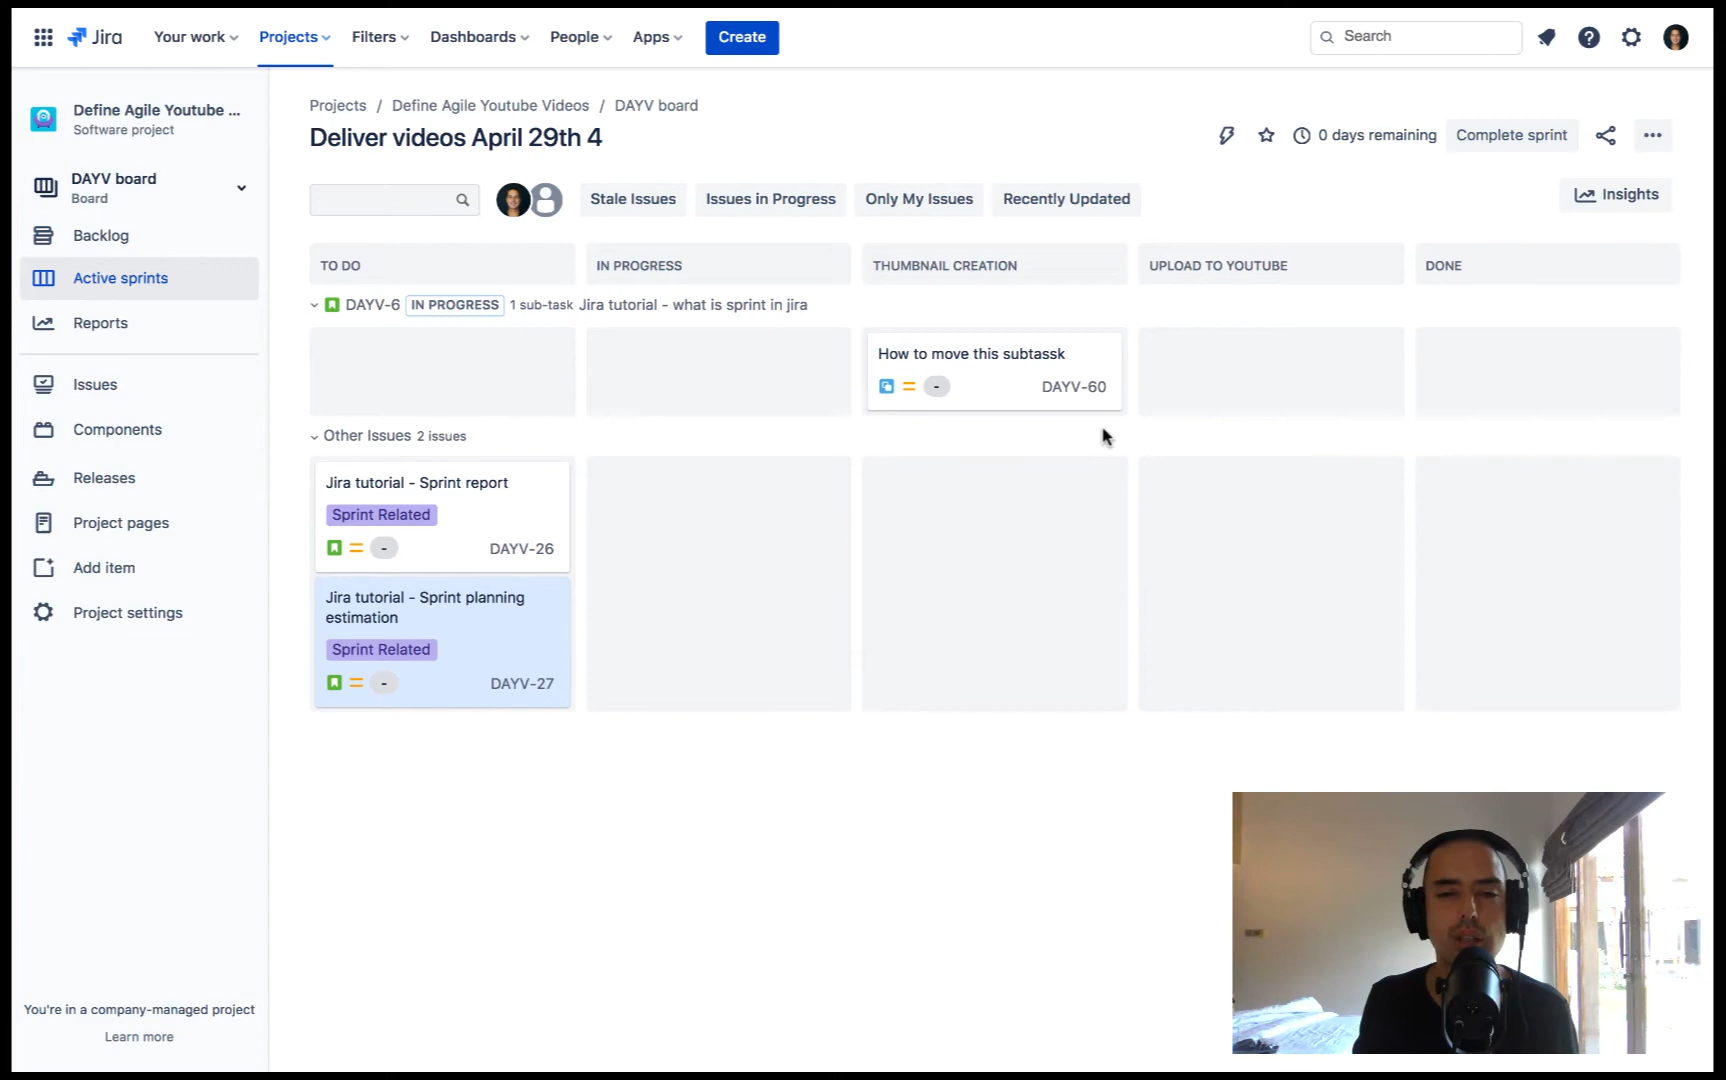 Jira
Your work
Projects
Filters
Dashboards
People
Apps
Create
Search
Define Agile Youtube ...
Software project
DAYV board
Board
Backlog
Active sprints
Reports
Issues
Components
Releases
Project pages
Add item
Project settings
You're in a company-managed project
Learn more
Projects / Define Agile Youtube Videos / DAYV board
Deliver videos April 29th 4
0 days remaining
Complete sprint
Stale Issues
Issues in Progress
Only My Issues
Recently Updated
Insights
TO DO
IN PROGRESS
THUMBNAIL CREATION
UPLOAD TO YOUTUBE
DONE
DAYV-6 IN PROGRESS 1 sub-task Jira tutorial - what is sprint in jira
How to move this subtassk
- DAYV-60
Other Issues 2 issues
Jira tutorial - Sprint report
Sprint Related
- DAYV-26
Jira tutorial - Sprint planning
estimation
Sprint Related
- DAYV-27